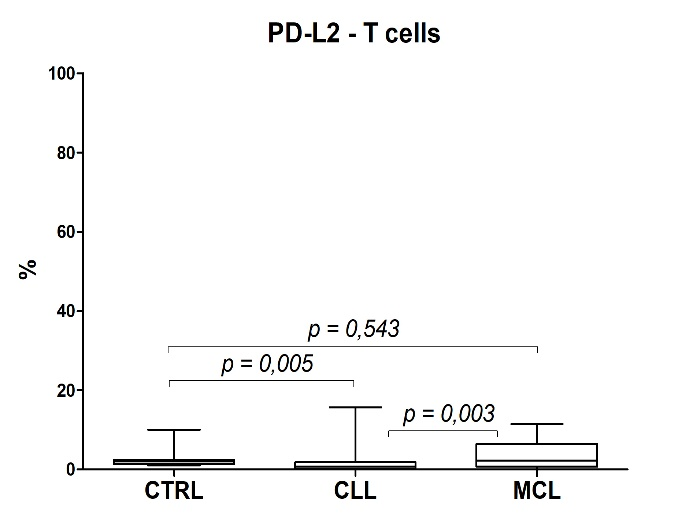 PD-L2 - T cells
100
80
60
40
20
0
%
p = 0,543
p = 0,005
p = 0,003
CTRL
CLL
MCL